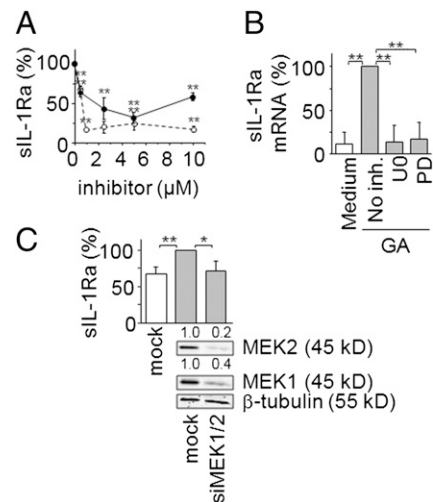 A
sIL-1Ra (%)
100
50
0
** ** ** ** ** ** ** **
0 2 4 6 8 10
inhibitor (µM)
B
sIL-1Ra
mRNA (%)
100
50
0
**
** **
Medium
No inh.
U0
PD
GA
C
sIL-1Ra (%)
100
50
0
** *
mock
1.0 0.2
MEK2 (45 kD)
1.0 0.4
MEK1 (45 kD)
β-tubulin (55 kD)
mock
siMEK1/2